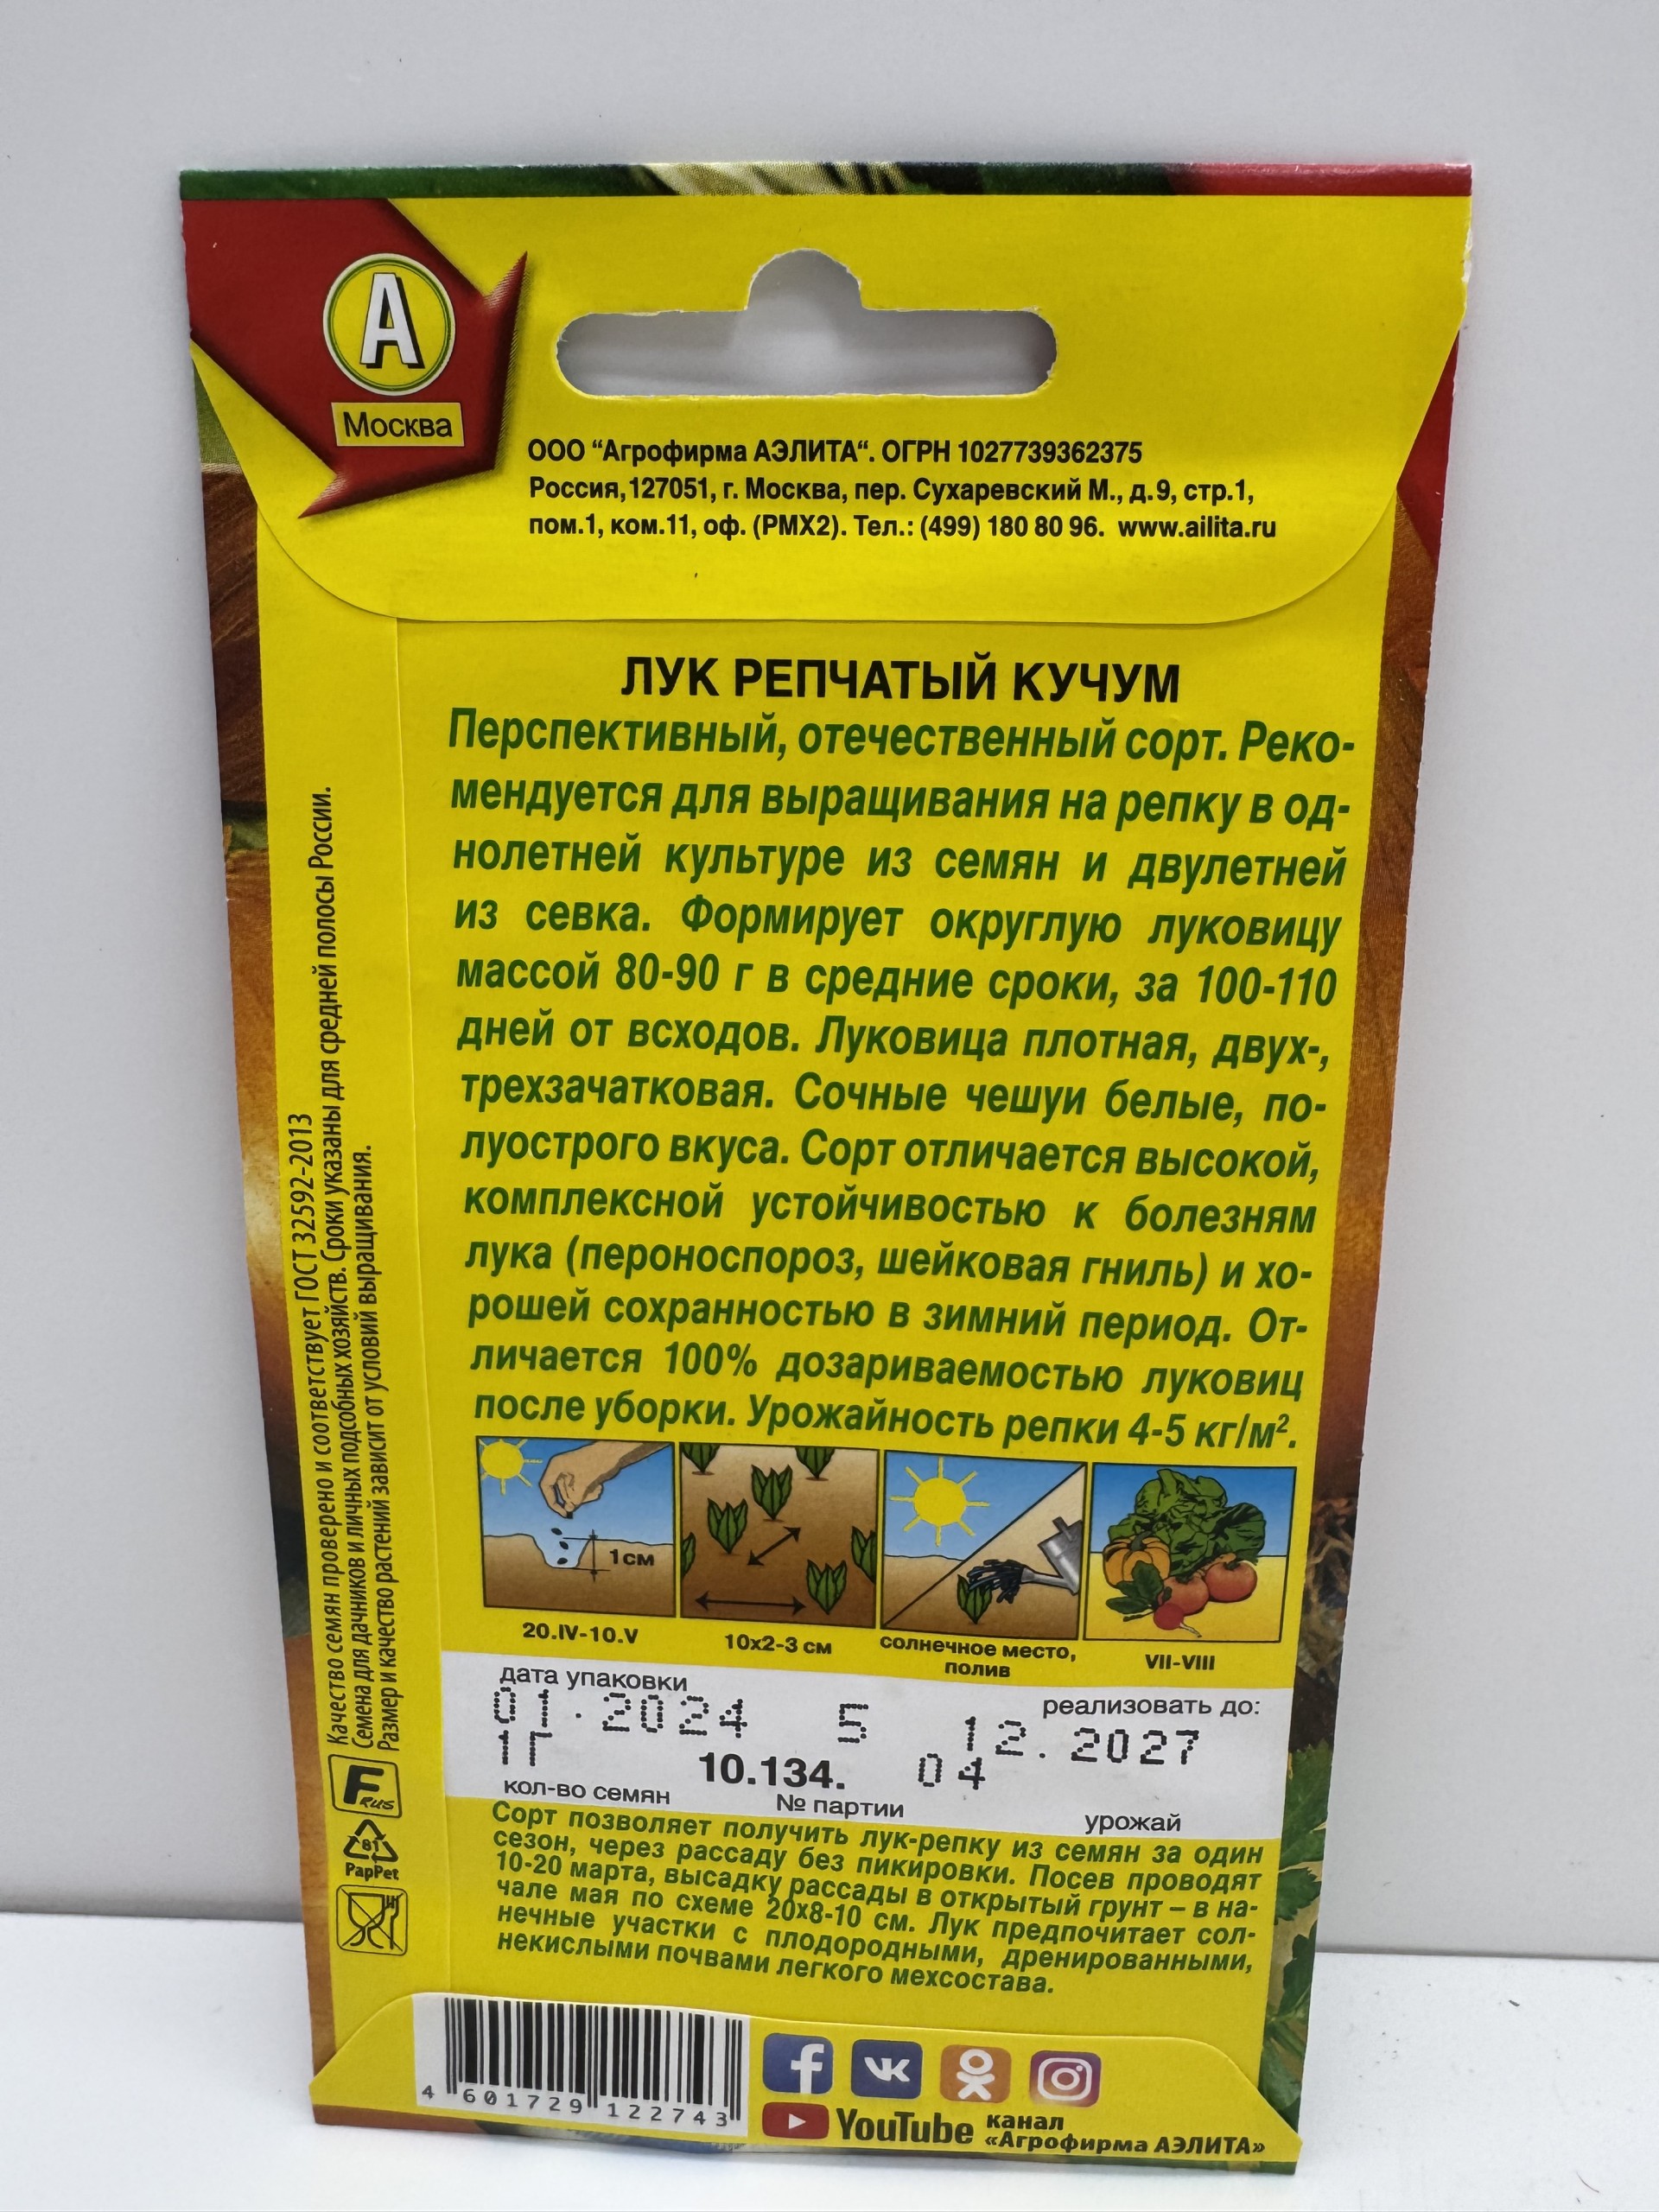 А
Москва
ООО “Агрофирма АЭЛИТА“. ОГРН 1027739362375
Россия,127051, г. Москва, пер. Сухаревский М., д.9, стр.1,
пом.1, ком.11, оф. (РМХ2). Тел.: (499) 180 80 96. www.ailita.ru
ЛУК РЕПЧАТЫЙ КУЧУМ
Перспективный, отечественный сорт. Реко-
мендуется для выращивания на репку в од-
нолетней культуре из семян и двулетней
из севка. Формирует округлую луковицу
массой 80-90 г в средние сроки, за 100-110
дней от всходов. Луковица плотная, двух-,
трехзачатковая. Сочные чешуи белые, по-
луострого вкуса. Сорт отличается высокой,
комплексной устойчивостью к болезням
лука (пероноспороз, шейковая гниль) и хо-
рошей сохранностью в зимний период. От-
личается 100% дозариваемостью луковиц
после уборки. Урожайность репки 4-5 кг/м².
1см
20.IV-10.V
10х2-3 см
солнечное место,
полив
VII-VIII
дата упаковки
реализовать до:
01.2024 5 12.2027
1Г 10.134. 04
кол-во семян
№ партии
урожай
Сорт позволяет получить лук-репку из семян за один
сезон, через рассаду без пикировки. Посев проводят
10-20 марта, высадку рассады в открытый грунт – в на-
чале мая по схеме 20х8-10 см. Лук предпочитает сол-
нечные участки с плодородными, дренированными,
некислыми почвами легкого мехсостава.
Качество семян проверено и соответствует ГОСТ 32592-2013
Семена для дачников и личных подсобных хозяйств. Сроки указаны для средней полосы России.
Размер и качество растений зависит от условий выращивания.
F RUS
81
PapPet
4 601729 122743
f
YouTube
канал
«Агрофирма АЭЛИТА»